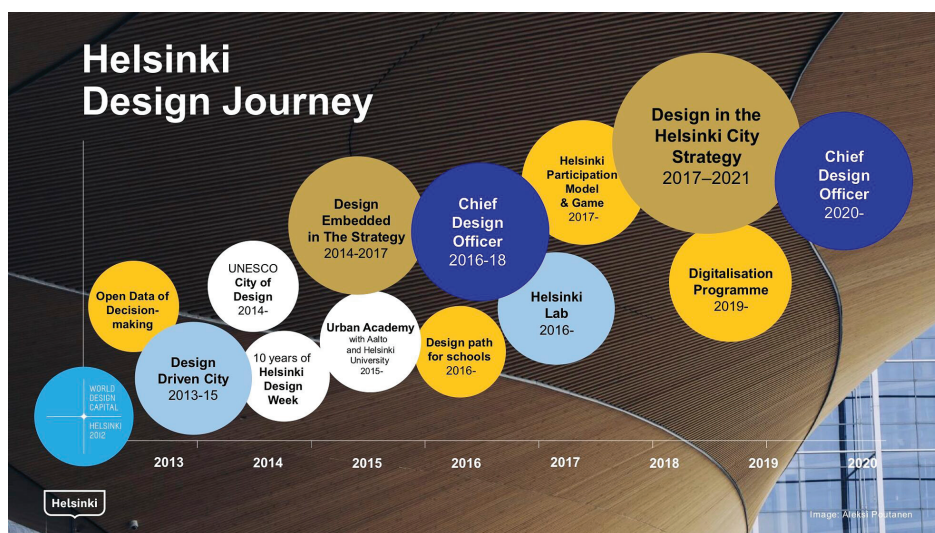 Helsinki
Design Journey
WORLD
DESIGN
CAPITAL
HELSINKI
2012
Open Data of
Decision-
making
Design
Driven City
2013-15
UNESCO
City of
Design
2014-
10 years of
Helsinki
Design
Week
Design
Embedded
in The Strategy
2014-2017
Urban Academy
with Aalto
and Helsinki
University
2015-
Chief
Design
Officer
2016-18
Design path
for schools
2016-
Helsinki
Lab
2016-
Helsinki
Participation
Model
& Game
2017-
Design in the
Helsinki City
Strategy
2017–2021
Digitalisation
Programme
2019-
Chief
Design
Officer
2020-
2013
2014
2015
2016
2017
2018
2019
2020
Helsinki
Image: Aleksi Poutanen